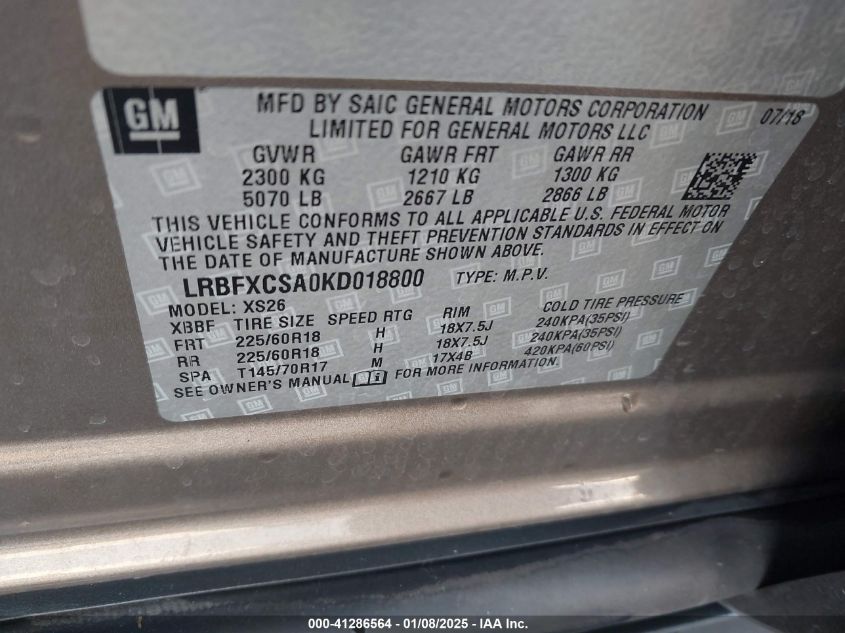 GM
MFD BY SAIC GENERAL MOTORS CORPORATION 07/18
LIMITED FOR GENERAL MOTORS LLC
GVWR GAWR FRT GAWR RR
2300 KG 1210 KG 1300 KG
5070 LB 2667 LB 2866 LB
THIS VEHICLE CONFORMS TO ALL APPLICABLE U.S. FEDERAL MOTOR
VEHICLE SAFETY AND THEFT PREVENTION STANDARDS IN EFFECT ON
THE DATE OF MANUFACTURE SHOWN ABOVE.
LRBFXCSA0KD018800 TYPE: M.P.V.
MODEL: XS26
XBBF TIRE SIZE SPEED RTG RIM COLD TIRE PRESSURE
FRT 225/60R18 H 18X7.5J 240KPA(35PSI)
RR 225/60R18 H 18X7.5J 240KPA(35PSI)
SPA T145/70R17 M 17X4B 420KPA(60PSI)
SEE OWNER'S MANUAL FOR MORE INFORMATION.
000-41286564 - 01/08/2025 - IAA Inc.